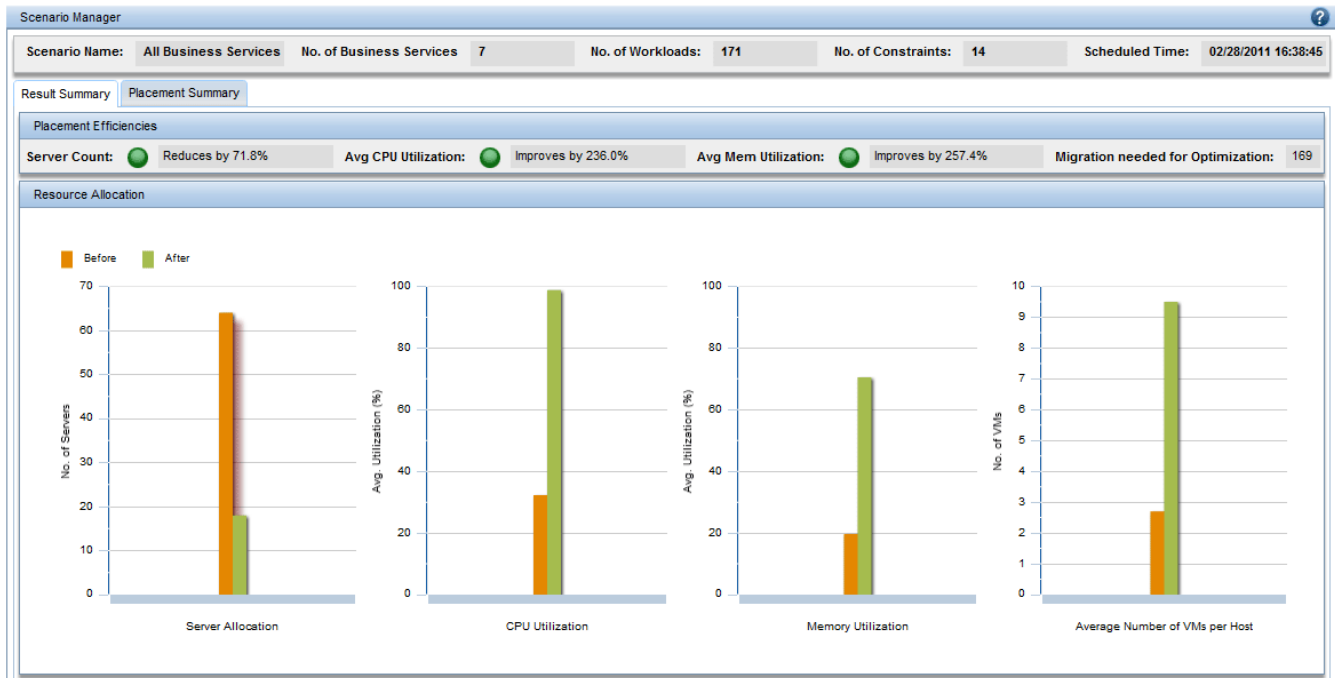 Scenario Manager
?
Scenario Name: All Business Services No. of Business Services 7 No. of Workloads: 171 No. of Constraints: 14 Scheduled Time: 02/28/2011 16:38:45
Result Summary Placement Summary
Placement Efficiencies
Server Count: Reduces by 71.8% Avg CPU Utilization: Improves by 236.0% Avg Mem Utilization: Improves by 257.4% Migration needed for Optimization: 169
Resource Allocation
Before After
No. of Servers
70
60
50
40
30
20
10
0
Server Allocation
Avg. Utilization (%)
100
80
60
40
20
0
CPU Utilization
Avg. Utilization (%)
100
80
60
40
20
0
Memory Utilization
No. of VMs
10
9
8
7
6
5
4
3
2
1
0
Average Number of VMs per Host